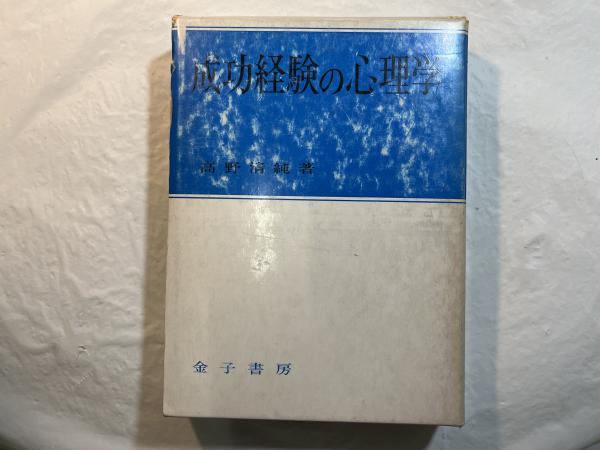 成功経験の心理学
高野清純著
金子書房